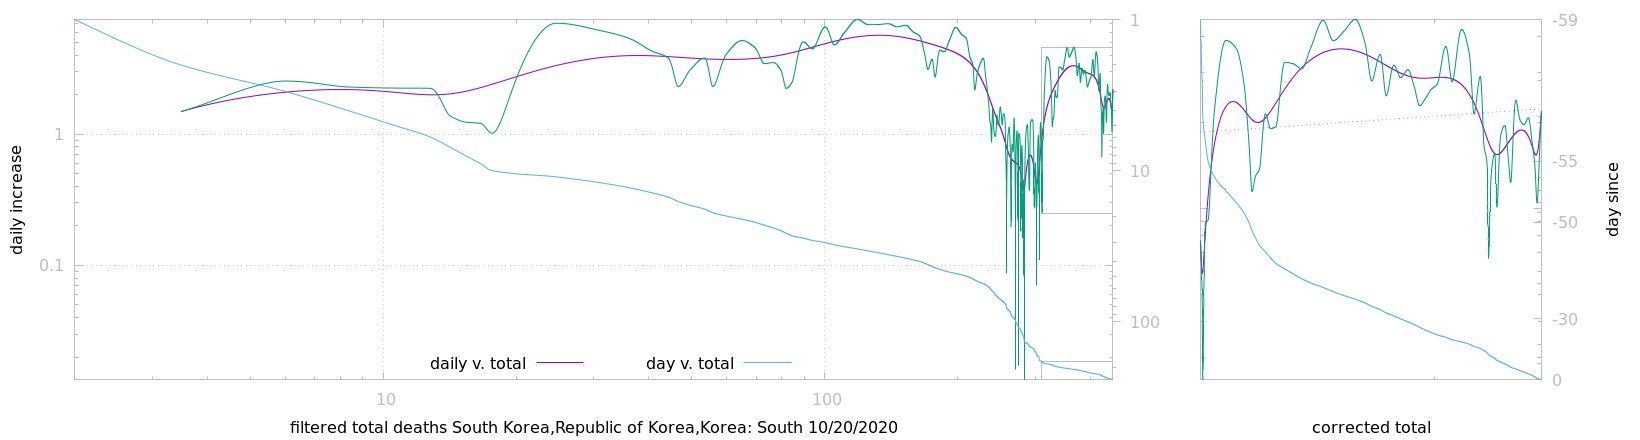 daily increase
1
0.1
10
100
1
10
100
daily v. total
day v. total
filtered total deaths South Korea,Republic of Korea,Korea: South 10/20/2020
-59
-55
-50
-30
0
day since
corrected total